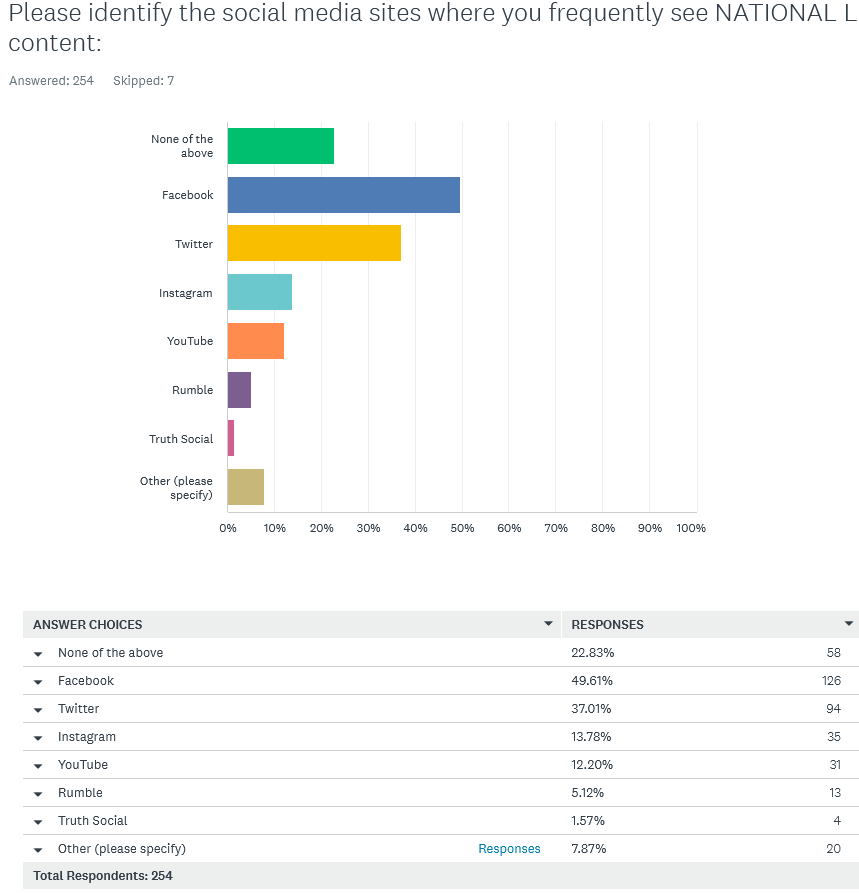 Please identify the social media sites where you frequently see NATIONAL L
content:
Answered: 254 Skipped: 7
None of the
above
Facebook
Twitter
Instagram
YouTube
Rumble
Truth Social
Other (please
specify)
0% 10% 20% 30% 40% 50% 60% 70% 80% 90% 100%
ANSWER CHOICES RESPONSES
None of the above 22.83% 58
Facebook 49.61% 126
Twitter 37.01% 94
Instagram 13.78% 35
YouTube 12.20% 31
Rumble 5.12% 13
Truth Social 1.57% 4
Other (please specify) Responses 7.87% 20
Total Respondents: 254